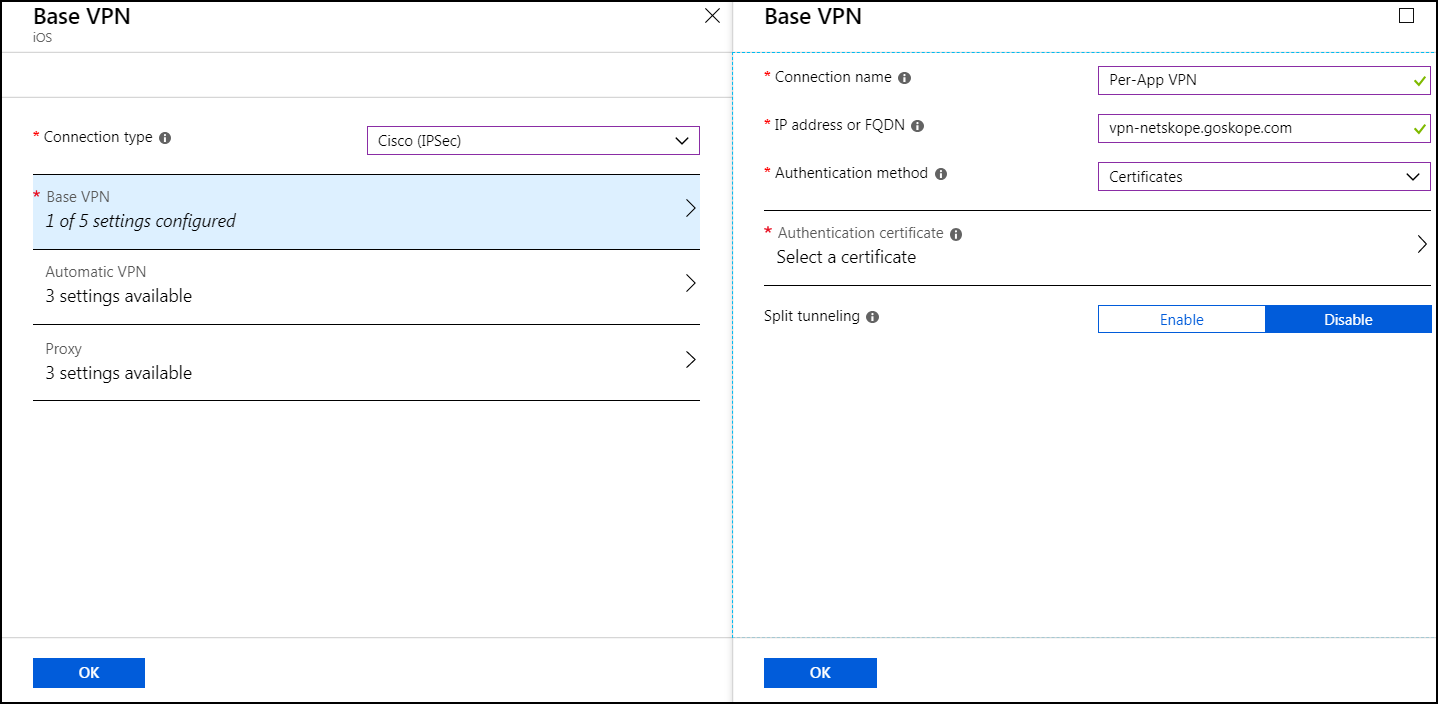 Base VPN
iOS
* Connection type
Cisco (IPSec)
* Base VPN
1 of 5 settings configured
Automatic VPN
3 settings available
Proxy
3 settings available
OK
Base VPN
* Connection name
Per-App VPN
* IP address or FQDN
vpn-netskope.goskope.com
* Authentication method
Certificates
* Authentication certificate
Select a certificate
Split tunneling
Enable
Disable
OK